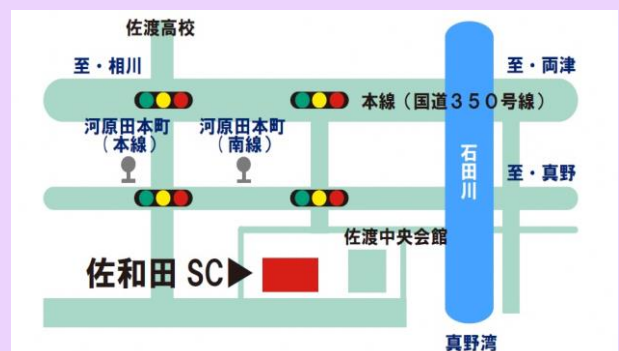 佐渡高校
至・相川
至・両津
本線（国道３５０号線）
河原田本町
（本線）
河原田本町
（南線）
石田川
至・真野
佐渡中央会館
佐和田 SC▶
真野湾